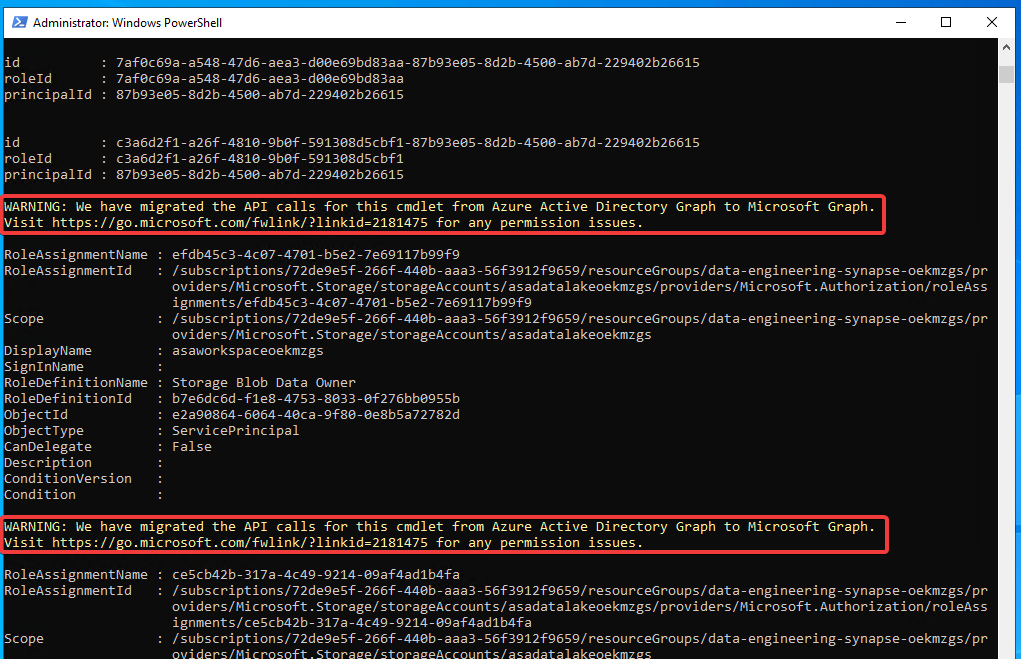 Administrator: Windows PowerShell
id : 7af0c69a-a548-47d6-aea3-d00e69bd83aa-87b93e05-8d2b-4500-ab7d-229402b26615
roleId : 7af0c69a-a548-47d6-aea3-d00e69bd83aa
principalId : 87b93e05-8d2b-4500-ab7d-229402b26615
id : c3a6d2f1-a26f-4810-9b0f-591308d5cbf1-87b93e05-8d2b-4500-ab7d-229402b26615
roleId : c3a6d2f1-a26f-4810-9b0f-591308d5cbf1
principalId : 87b93e05-8d2b-4500-ab7d-229402b26615
WARNING: We have migrated the API calls for this cmdlet from Azure Active Directory Graph to Microsoft Graph.
Visit https://go.microsoft.com/fwlink/?linkid=2181475 for any permission issues.
RoleAssignmentName : efdb45c3-4c07-4701-b5e2-7e69117b99f9
RoleAssignmentId : /subscriptions/72de9e5f-266f-440b-aaa3-56f3912f9659/resourceGroups/data-engineering-synapse-oekmzgs/pr
oviders/Microsoft.Storage/storageAccounts/asadatalakeoekmzgs/providers/Microsoft.Authorization/roleAss
ignments/efdb45c3-4c07-4701-b5e2-7e69117b99f9
Scope : /subscriptions/72de9e5f-266f-440b-aaa3-56f3912f9659/resourceGroups/data-engineering-synapse-oekmzgs/pr
oviders/Microsoft.Storage/storageAccounts/asadatalakeoekmzgs
DisplayName : asaworkspaceoekmzgs
SignInName :
RoleDefinitionName : Storage Blob Data Owner
RoleDefinitionId : b7e6dc6d-f1e8-4753-8033-0f276bb0955b
ObjectId : e2a90864-6064-40ca-9f80-0e8b5a72782d
ObjectType : ServicePrincipal
CanDelegate : False
Description :
ConditionVersion :
Condition :
WARNING: We have migrated the API calls for this cmdlet from Azure Active Directory Graph to Microsoft Graph.
Visit https://go.microsoft.com/fwlink/?linkid=2181475 for any permission issues.
RoleAssignmentName : ce5cb42b-317a-4c49-9214-09af4ad1b4fa
RoleAssignmentId : /subscriptions/72de9e5f-266f-440b-aaa3-56f3912f9659/resourceGroups/data-engineering-synapse-oekmzgs/pr
oviders/Microsoft.Storage/storageAccounts/asadatalakeoekmzgs/providers/Microsoft.Authorization/roleAss
ignments/ce5cb42b-317a-4c49-9214-09af4ad1b4fa
Scope : /subscriptions/72de9e5f-266f-440b-aaa3-56f3912f9659/resourceGroups/data-engineering-synapse-oekmzgs/pr
oviders/Microsoft.Storage/storageAccounts/asadatalakeoekmzgs